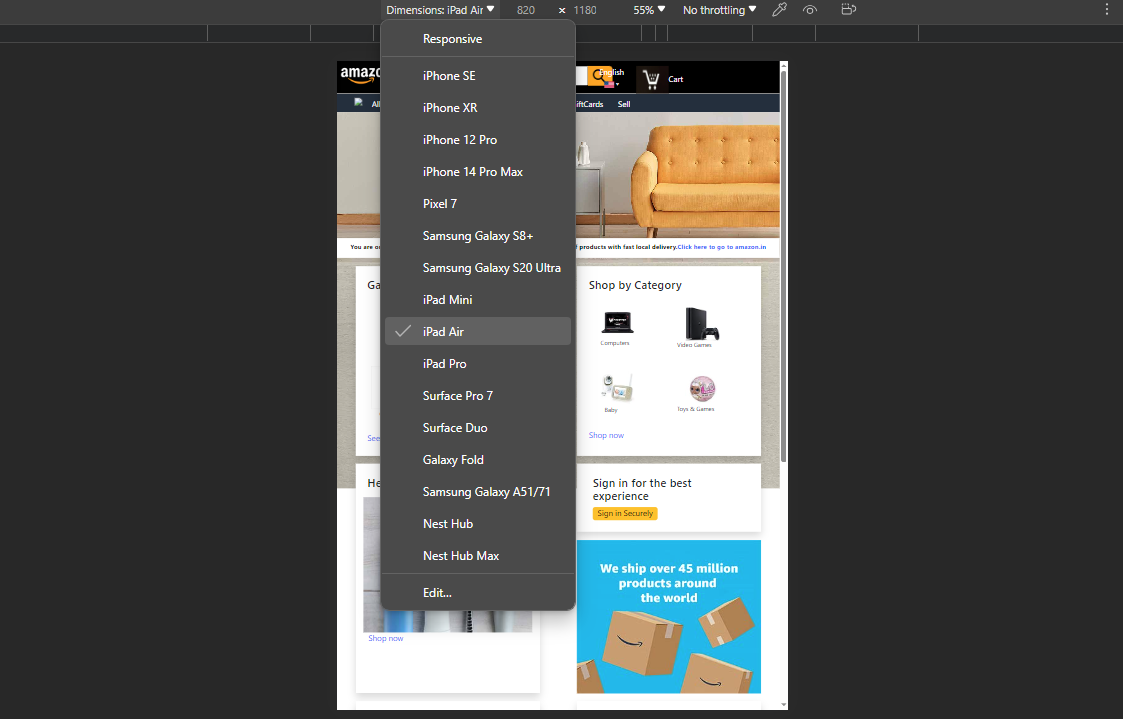 Dimensions: iPad Air
820
×
1180
55%
No throttling
Responsive
iPhone SE
iPhone XR
iPhone 12 Pro
iPhone 14 Pro Max
Pixel 7
Samsung Galaxy S8+
Samsung Galaxy S20 Ultra
iPad Mini
iPad Air
iPad Pro
Surface Pro 7
Surface Duo
Galaxy Fold
Samsung Galaxy A51/71
Nest Hub
Nest Hub Max
Edit...
amazo
English
Cart
All
iftCards
Sell
You are o
products with fast local delivery.Click here to go to amazon.in
Ga
See
Shop by Category
Computers
Video Games
Baby
Toys & Games
Shop now
He
Shop now
Sign in for the best
experience
Sign in Securely
We ship over 45 million
products around
the world